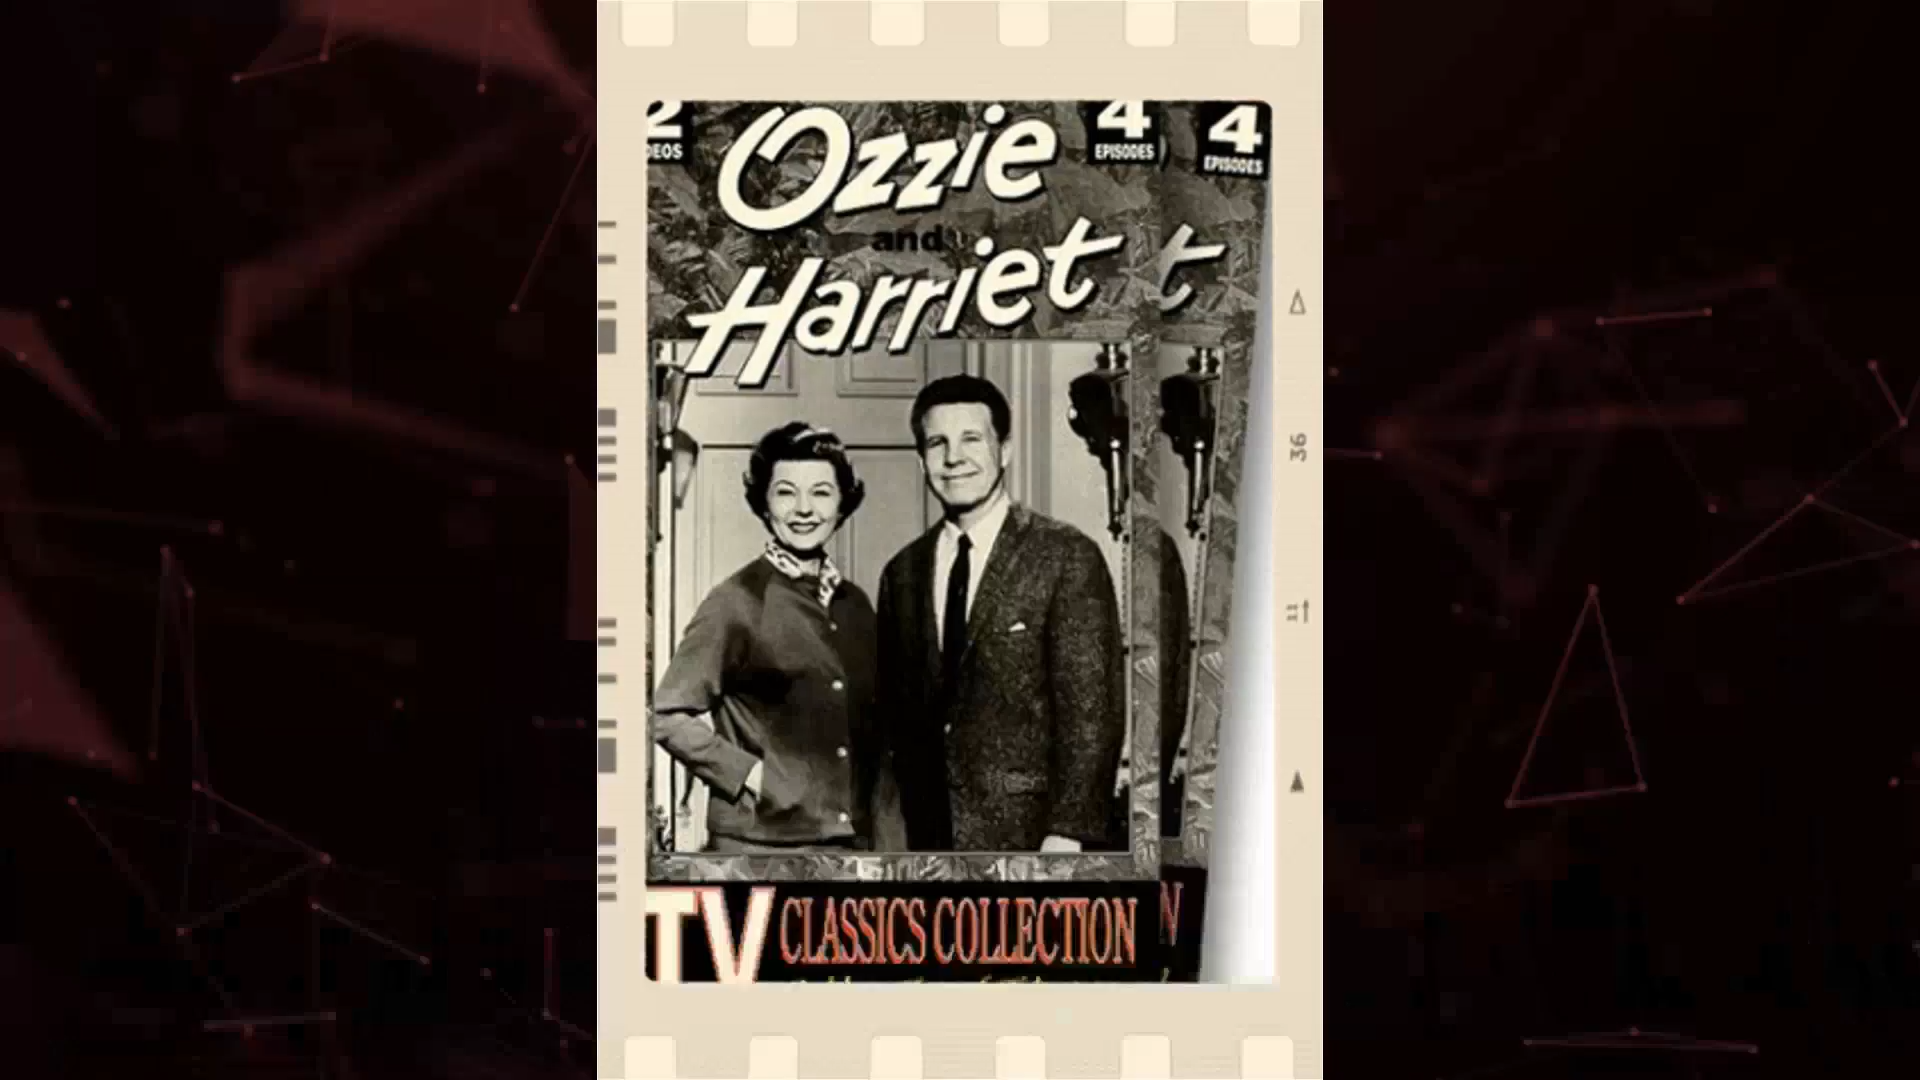 2
DEOS
Ozzie
4
EPISODES
4
EPISODES
and
Harriet
t
36
TV CLASSICS COLLECTION
N